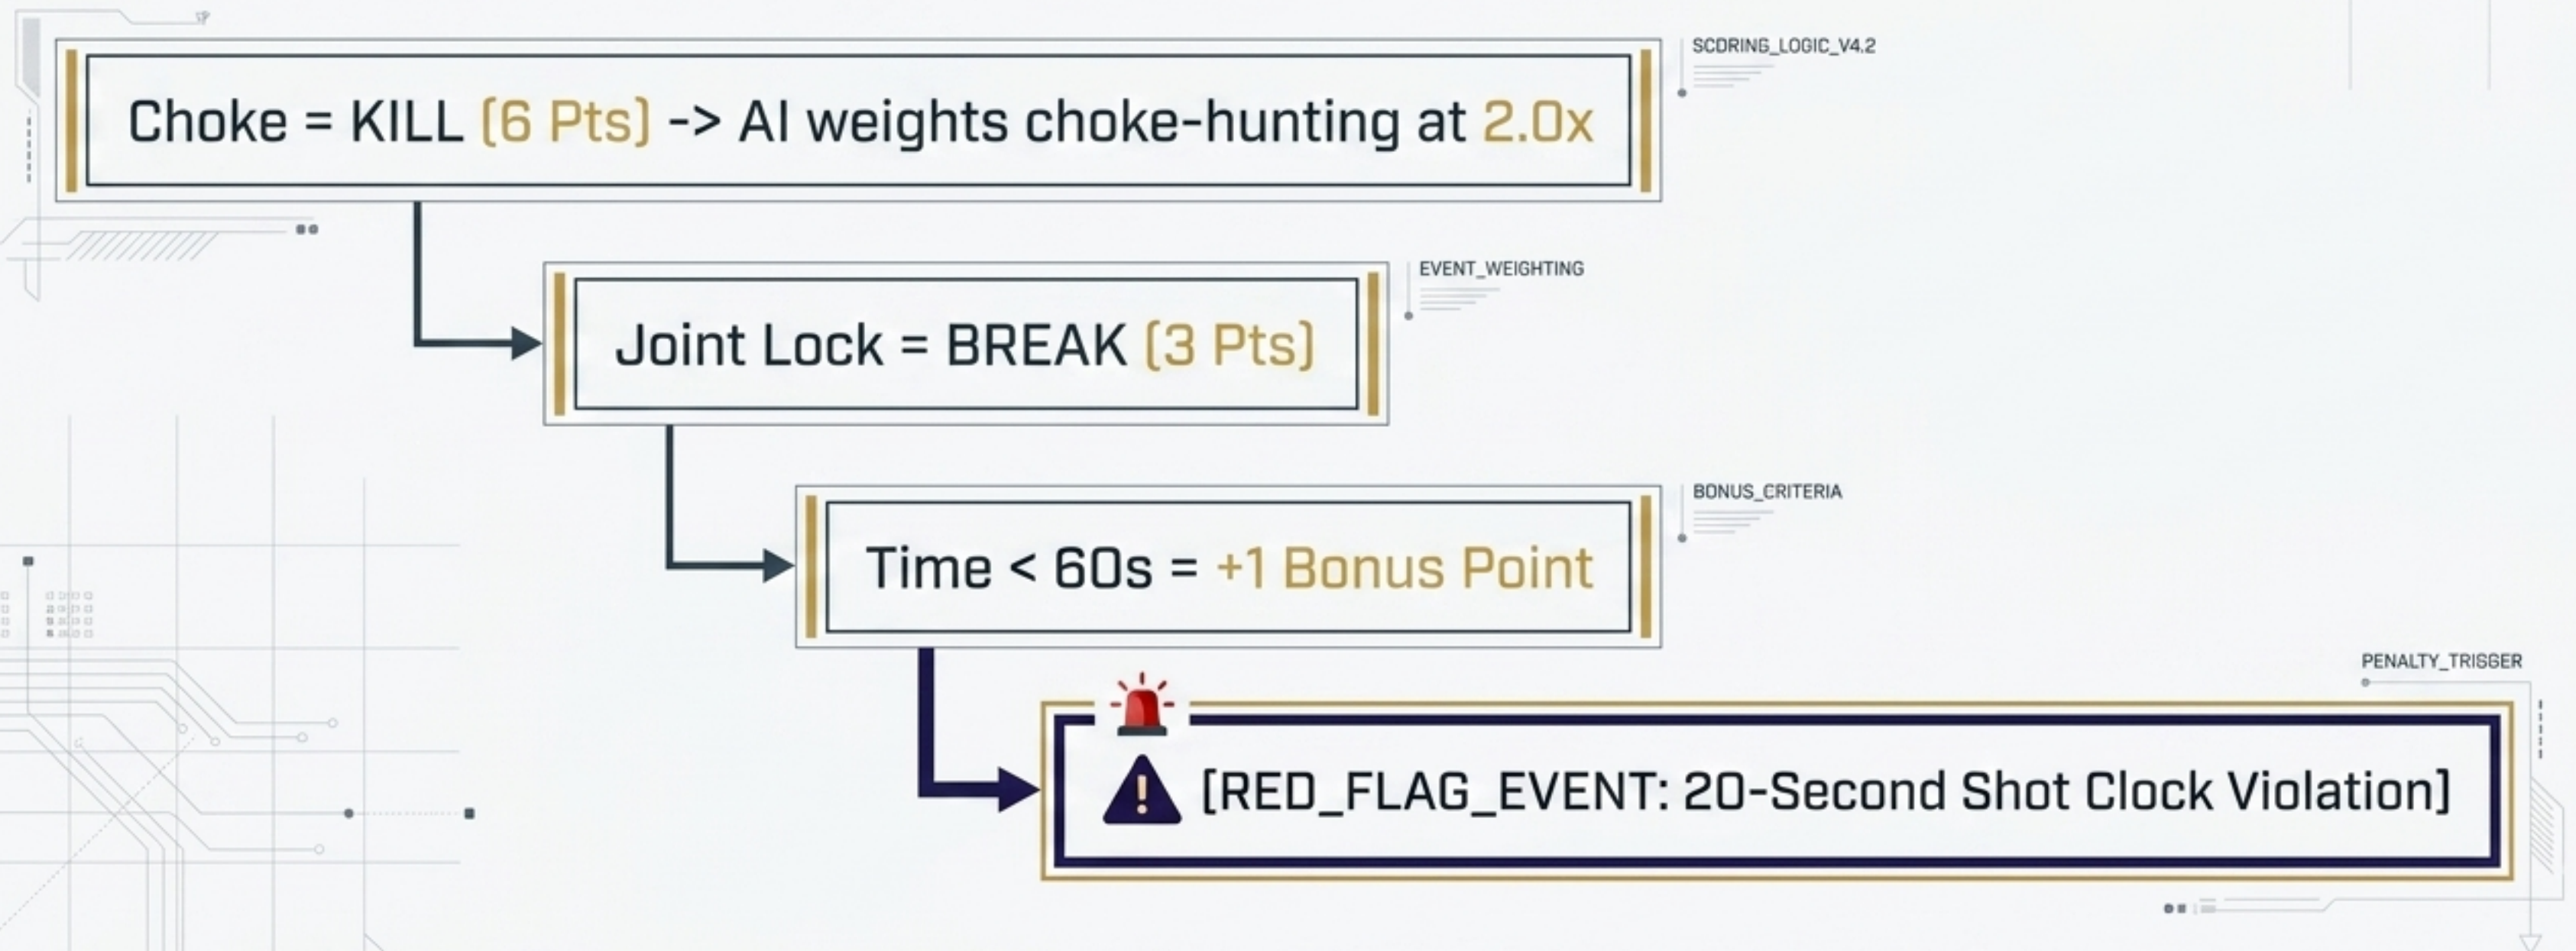 SCORING_LOGIC_V4.2
Choke = KILL (6 Pts) -> AI weights choke-hunting at 2.0x
EVENT_WEIGHTING
Joint Lock = BREAK (3 Pts)
BONUS_CRITERIA
Time < 60s = +1 Bonus Point
PENALTY_TRISGER
[RED_FLAG_EVENT: 20-Second Shot Clock Violation]